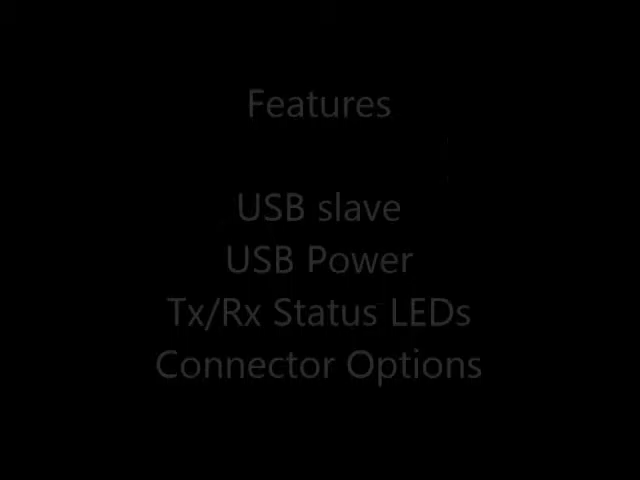 Features
USB slave
USB Power
Tx/Rx Status LEDs
Connector Options